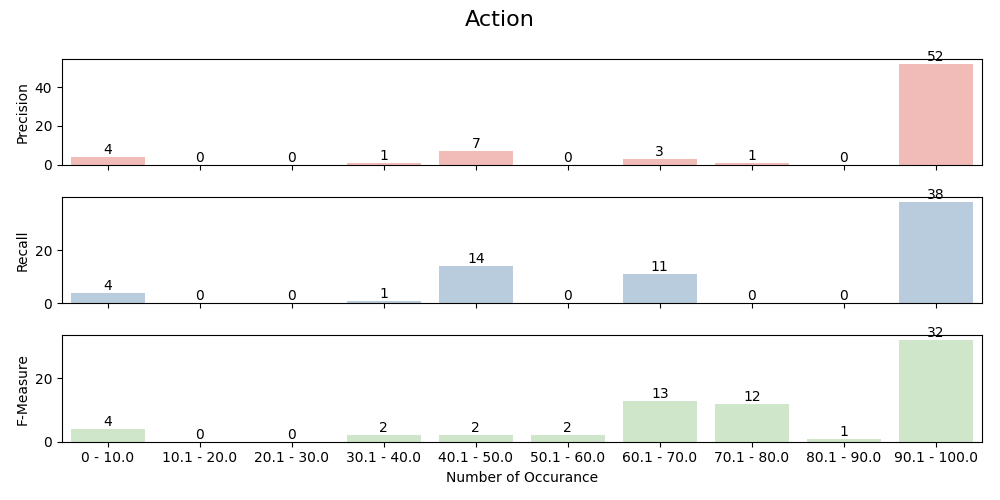 Action
Precision
40
20
0
4 0 0 1 7 0 3 1 0 52
Recall
20
0
4 0 0 1 14 0 11 0 0 38
F-Measure
20
0
4 0 0 2 2 2 13 12 1 32
0 - 10.0 10.1 - 20.0 20.1 - 30.0 30.1 - 40.0 40.1 - 50.0 50.1 - 60.0 60.1 - 70.0 70.1 - 80.0 80.1 - 90.0 90.1 - 100.0
Number of Occurance